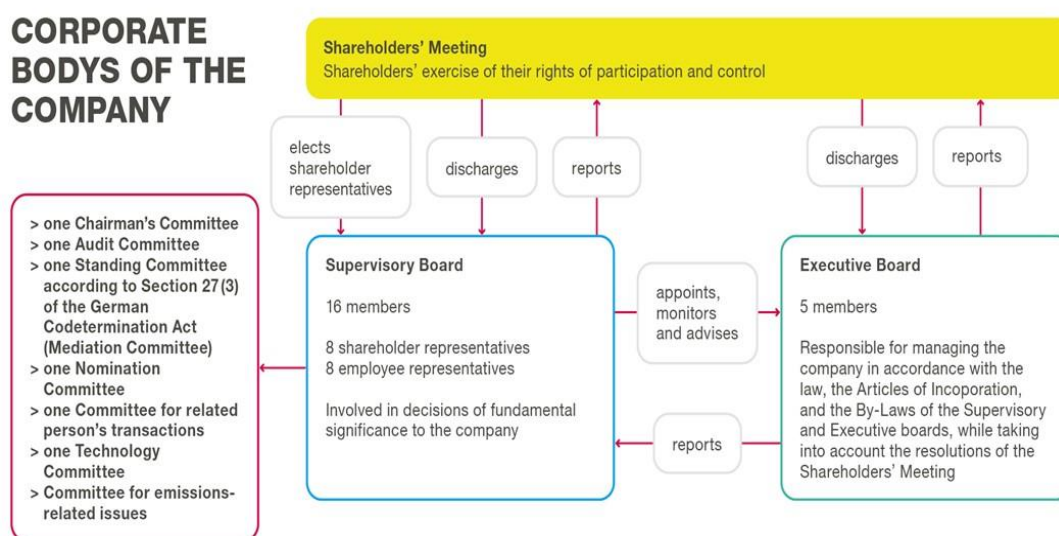 CORPORATE
BODYS OF THE
COMPANY
Shareholders’ Meeting
Shareholders’ exercise of their rights of participation and control
elects
shareholder
representatives
discharges
reports
discharges
reports
> one Chairman’s Committee
> one Audit Committee
> one Standing Committee
according to Section 27(3)
of the German
Codetermination Act
(Mediation Committee)
> one Nomination
Committee
> one Committee for related
person’s transactions
> one Technology
Committee
> Committee for emissions-
related issues
Supervisory Board
16 members
8 shareholder representatives
8 employee representatives
Involved in decisions of fundamental
significance to the company
appoints,
monitors
and advises
reports
Executive Board
5 members
Responsible for managing the
company in accordance with the
law, the Articles of Incoporation,
and the By-Laws of the Supervisory
and Executive boards, while taking
into account the resolutions of the
Shareholders’ Meeting